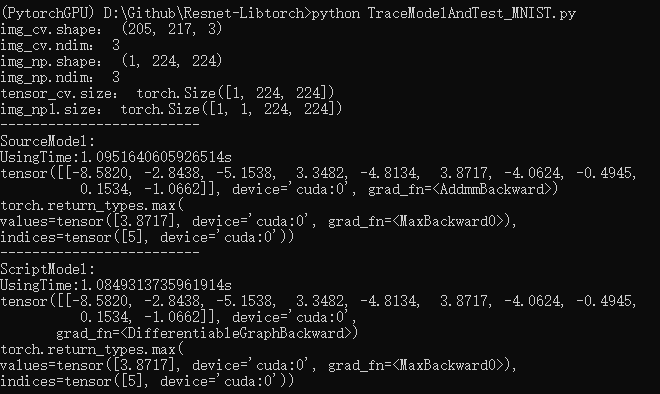 (PytorchGPU) D:\Github\Resnet-Libtorch>python TraceModelAndTest_MNIST.py
img_cv.shape： (205, 217, 3)
img_cv.ndim： 3
img_np.shape： (1, 224, 224)
img_np.ndim： 3
tensor_cv.size： torch.Size([1, 224, 224])
img_np1.size： torch.Size([1, 1, 224, 224])
-------------------------
SourceModel:
UsingTime:1.0951640605926514s
tensor([[-8.5820, -2.8438, -5.1538,  3.3482, -4.8134,  3.8717, -4.0624, -0.4945,
          0.1534, -1.0662]], device='cuda:0', grad_fn=<AddmmBackward>)
torch.return_types.max(
values=tensor([3.8717], device='cuda:0', grad_fn=<MaxBackward0>),
indices=tensor([5], device='cuda:0'))
-------------------------
ScriptModel:
UsingTime:1.0849313735961914s
tensor([[-8.5820, -2.8438, -5.1538,  3.3482, -4.8134,  3.8717, -4.0624, -0.4945,
          0.1534, -1.0662]], device='cuda:0',
       grad_fn=<DifferentiableGraphBackward>)
torch.return_types.max(
values=tensor([3.8717], device='cuda:0', grad_fn=<MaxBackward0>),
indices=tensor([5], device='cuda:0'))